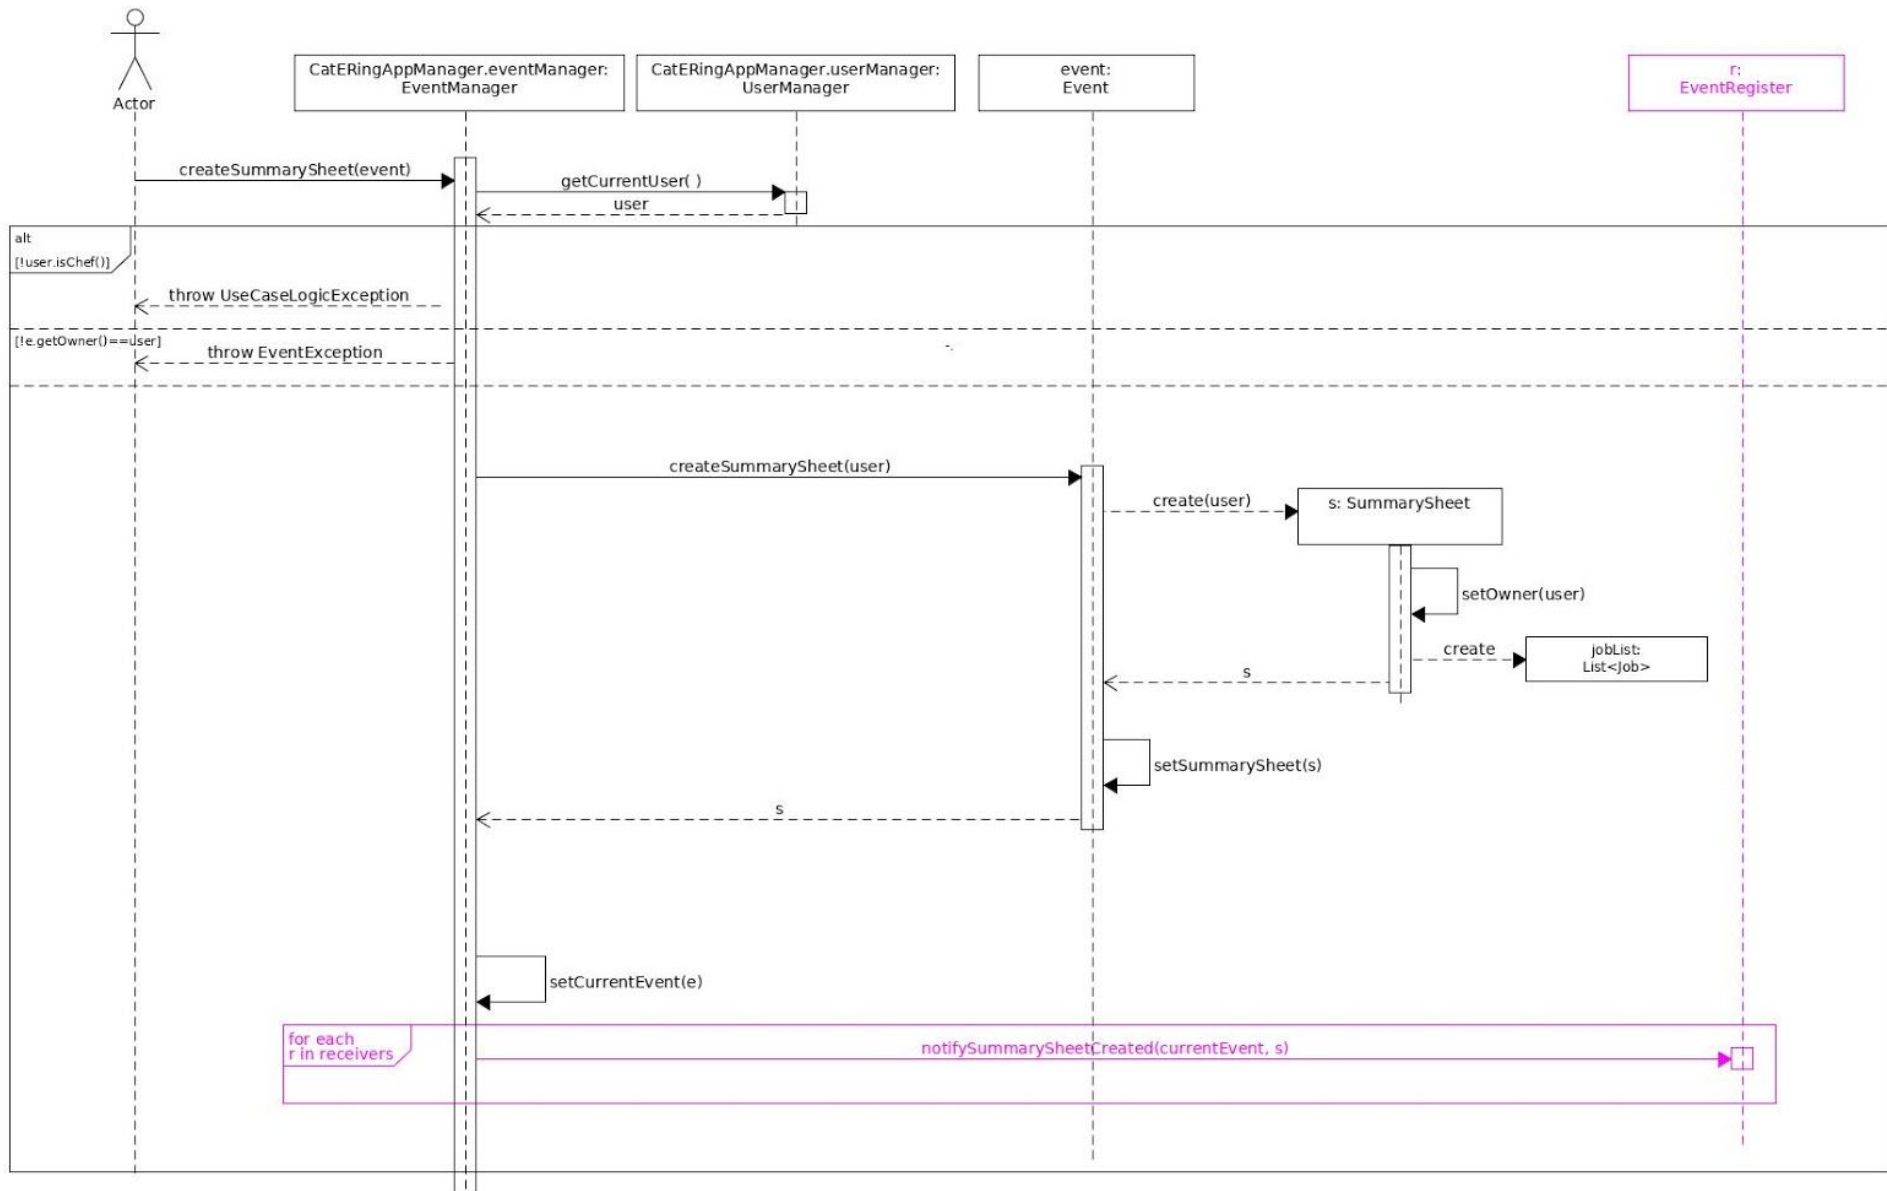 Actor
CatERingAppManager.eventManager:
EventManager
CatERingAppManager.userManager:
UserManager
event:
Event
r:
EventRegister
createSummarySheet(event)
getCurrentUser( )
user
alt
[!user.isChef()]
throw UseCaseLogicException
[!e.getOwner()==user]
throw EventException
-.
createSummarySheet(user)
create(user)
s: SummarySheet
setOwner(user)
create
jobList:
List<Job>
s
setSummarySheet(s)
s
setCurrentEvent(e)
for each
r in receivers
notifySummarySheetCreated(currentEvent, s)